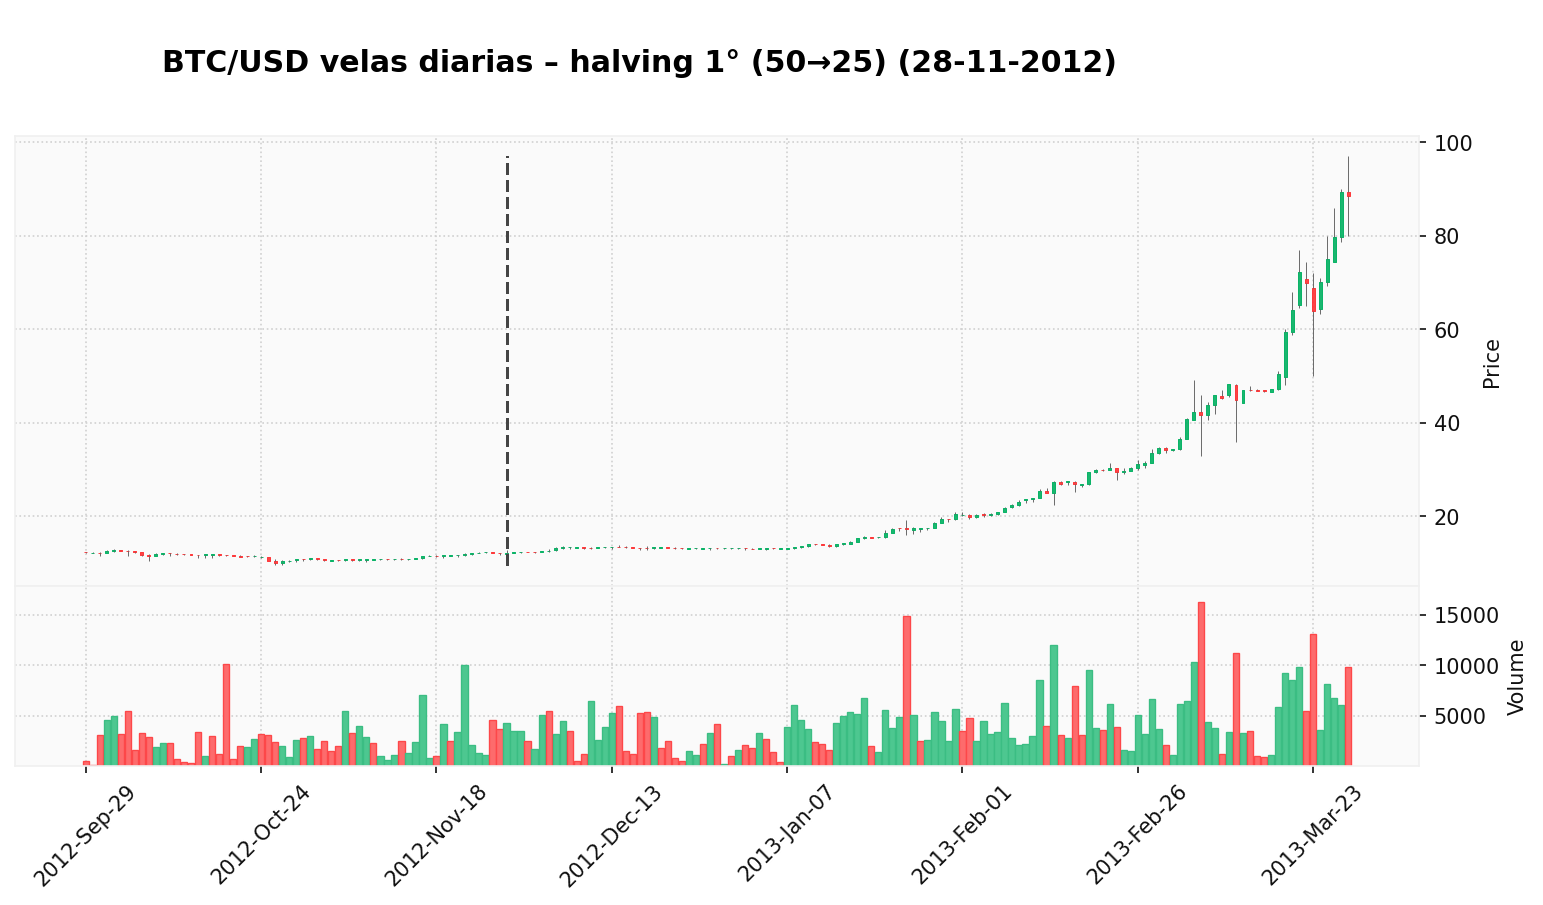 BTC/USD velas diarias – halving 1° (50→25) (28-11-2012)
100
80
60
40
20
Price
15000
10000
5000
Volume
2012-Sep-29
2012-Oct-24
2012-Nov-18
2012-Dec-13
2013-Jan-07
2013-Feb-01
2013-Feb-26
2013-Mar-23